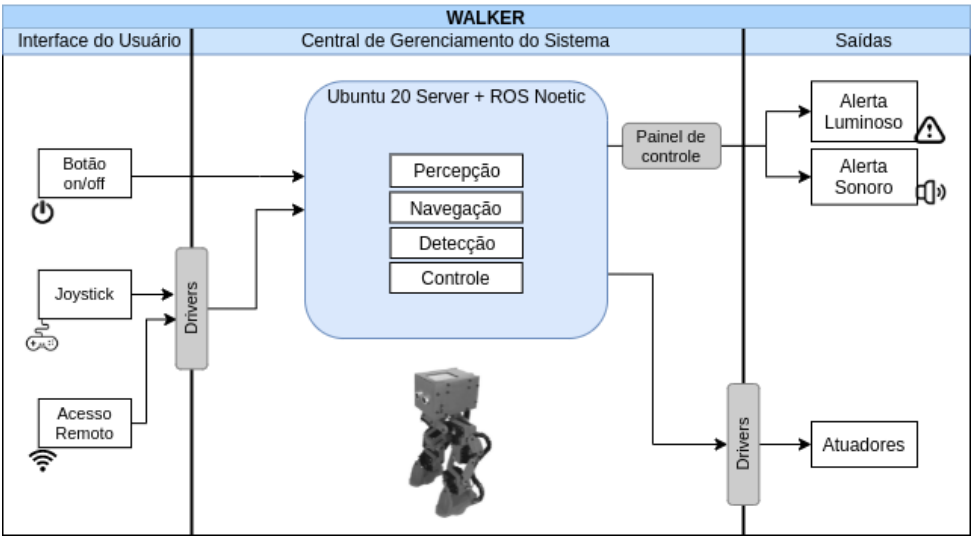 WALKER
Interface do Usuário
Central de Gerenciamento do Sistema
Saídas
Ubuntu 20 Server + ROS Noetic
Botão
on/off
Joystick
Acesso
Remoto
Drivers
Percepção
Navegação
Detecção
Controle
Painel de
controle
Drivers
Alerta
Luminoso
Alerta
Sonoro
Atuadores